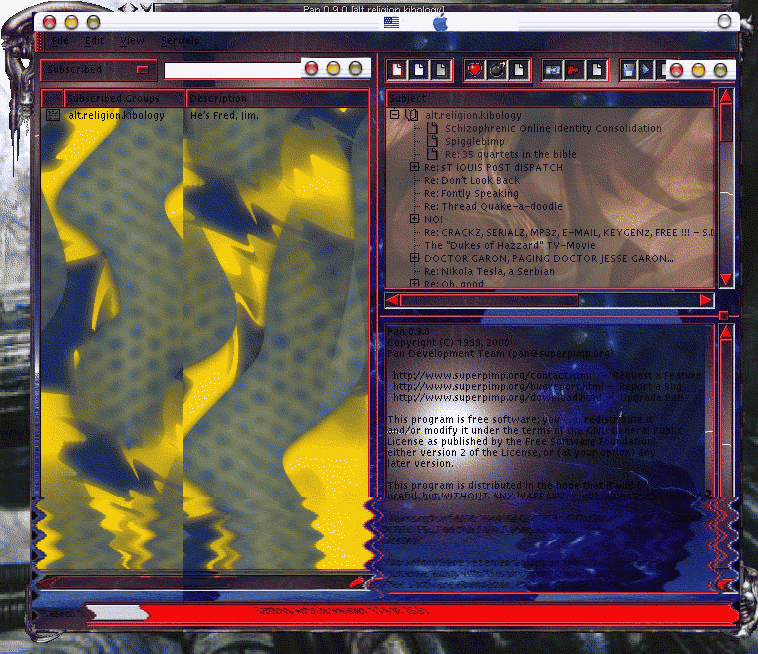 Pan 0.9.0 [alt.religion.kibology]
File Edit View Servers
Subscribed
Subscribed Groups Description
alt.religion.kibology He's Fred, Jim.
Subject
alt.religion.kibology
Schizophrenic Online Identity Consolidation
Spigglebimp
Re: 35 quartets in the bible
Re: sT lOUIS PoST dISPATCH
Re: Don't Look Back
Re: Fontly Speaking
Re: Thread Quake-a-doodle
NO!
Re: CRACKZ, SERIALZ, MP3z, E-MAIL, KEYGENz, FREE !!! - S.D
The "Dukes of Hazzard" TV-Movie
DOCTOR GARON, PAGING DOCTOR JESSE GARON...
Re: Nikola Tesla, a Serbian
Re: Oh, good
Pan 0.9.0
Copyright (C) 1999, 2000
Pan Development Team (pan@superpimp.org)
http://www.superpimp.org/contact.html - Request a Feature
http://www.superpimp.org/bugreport.html - Report a Bug
http://www.superpimp.org/download.html - Upgrade Pan
This program is free software; you redistribute it
and/or modify it under the terms of the GNU General Public
License as published by the Free Software Foundation;
either version 2 of the License, or (at your option) any
later version.
This program is distributed in the hope that it will be
useful, but WITHOUT ANY WARRANTY;